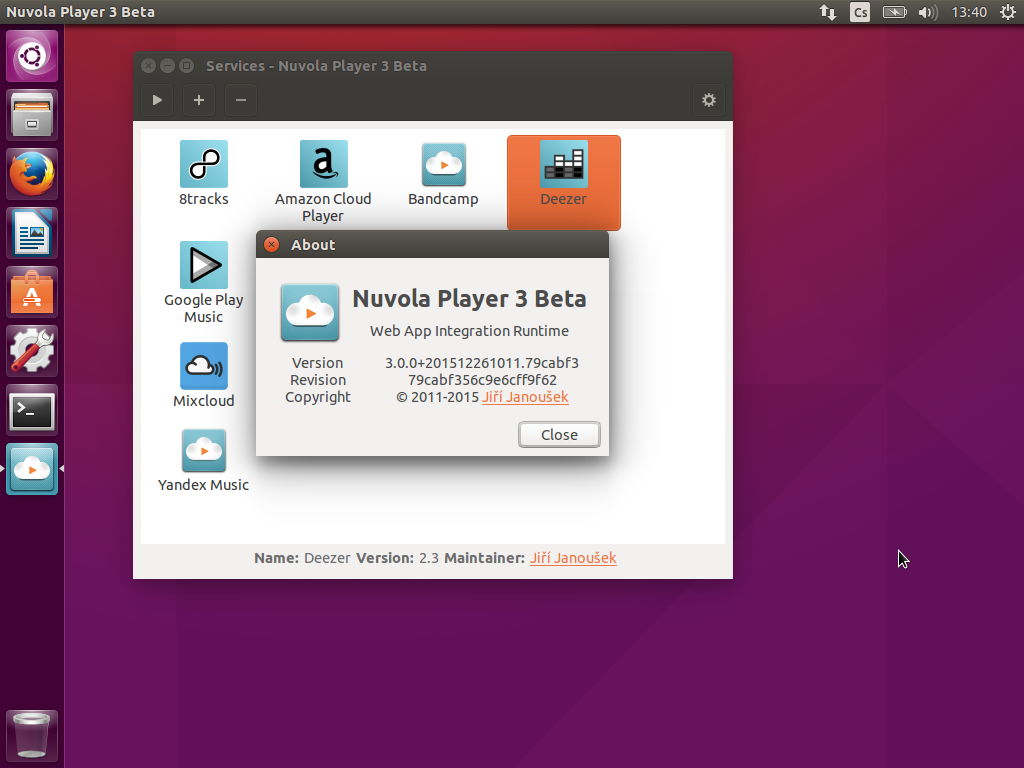 Nuvola Player 3 Beta
Cs
13:40
Services - Nuvola Player 3 Beta
8tracks
Amazon Cloud
Player
Bandcamp
Deezer
Google Play
Music
Mixcloud
Yandex Music
About
Nuvola Player 3 Beta
Web App Integration Runtime
Version 3.0.0+201512261011.79cabf3
Revision 79cabf356c9e6cff9f62
Copyright © 2011-2015 Jiří Janoušek
Close
Name: Deezer Version: 2.3 Maintainer: Jiří Janoušek